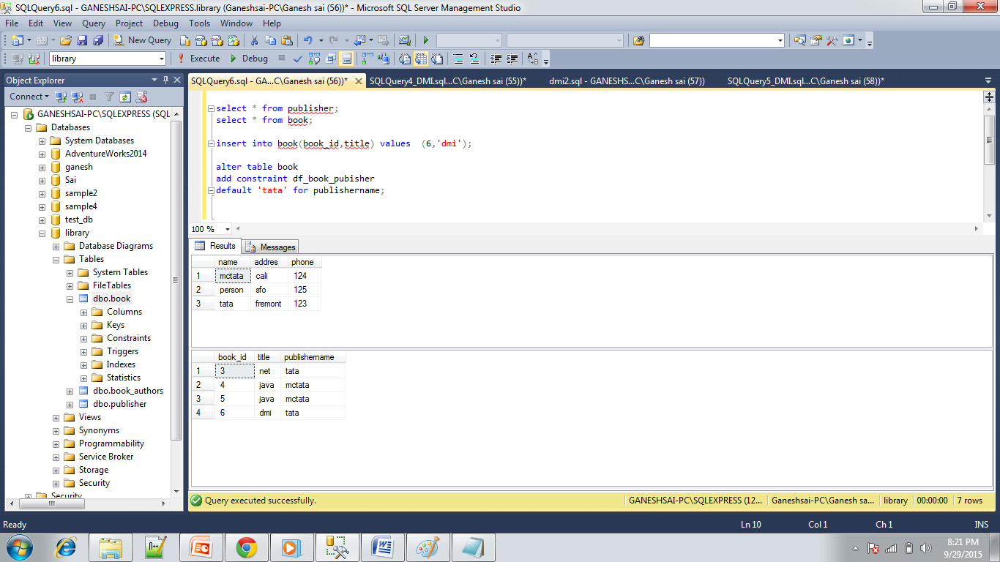 SQLQuery6.sql - GANESHSAI-PC\SQLEXPRESS.library (Ganeshsai-PC\Ganesh sai (56))* - Microsoft SQL Server Management Studio
File Edit View Query Project Debug Tools Window Help
New Query
library Execute Debug
Object Explorer
Connect
GANESHSAI-PC\SQLEXPRESS (SQL
Databases
System Databases
AdventureWorks2014
ganesh
Sai
sample2
sample4
test_db
library
Database Diagrams
Tables
System Tables
FileTables
dbo.book
Columns
Keys
Constraints
Triggers
Indexes
Statistics
dbo.book_authors
dbo.publisher
Views
Synonyms
Programmability
Service Broker
Storage
Security
Security
SQLQuery6.sql - GA...C\Ganesh sai (56))* SQLQuery4_DMI.sql...C\Ganesh sai (55))* dmi2.sql - GANESHS...C\Ganesh sai (57)) SQLQuery5_DMI.sql...C\Ganesh sai (58))*
select * from publisher;
select * from book;
insert into book(book_id,title) values (6,'dmi');
alter table book
add constraint df_book_pubisher
default 'tata' for publishername;
100 %
Results Messages
name addres phone
1 mctata cali 124
2 person sfo 125
3 tata fremont 123
book_id title publishername
1 3 net tata
2 4 java mctata
3 5 java mctata
4 6 dmi tata
Query executed successfully. GANESHSAI-PC\SQLEXPRESS (12... Ganeshsai-PC\Ganesh sa... library 00:00:00 7 rows
Ready Ln 10 Col 1 Ch 1 INS
8:21 PM
9/29/2015